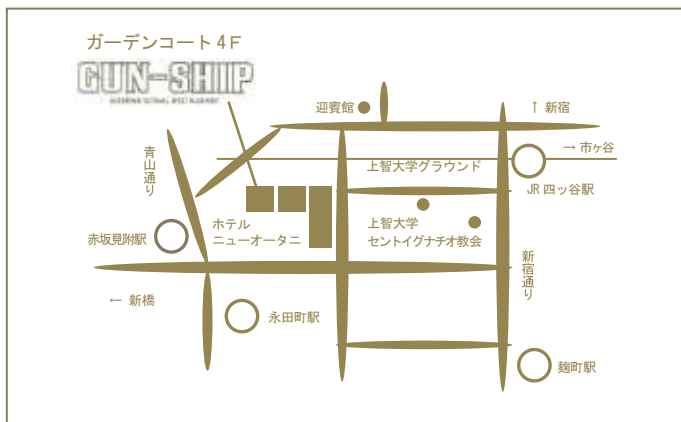 ガーデンコート 4F
GUN-SHIP
迎賓館
↑ 新宿
→ 市ヶ谷
青山通り
上智大学グラウンド
JR 四ッ谷駅
赤坂見附駅
ホテル
ニューオータニ
上智大学
セントイグナチオ教会
新宿通り
← 新橋
永田町駅
麹町駅